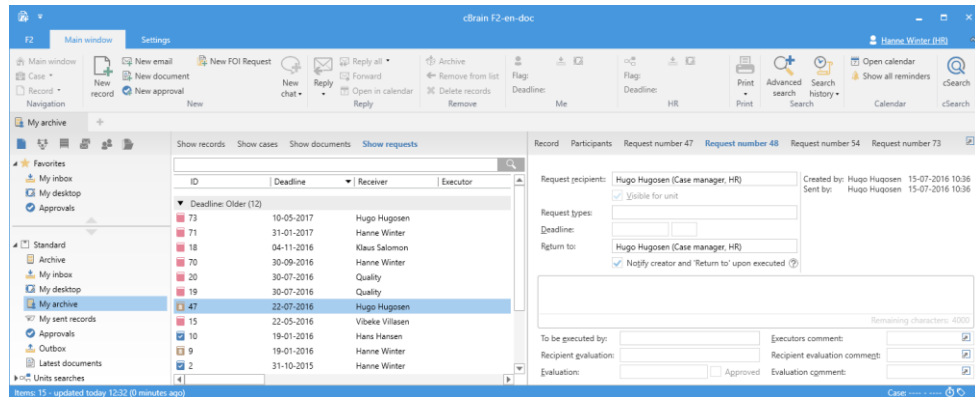 cBrain F2-en-doc
F2 Main window Settings Hanne Winter (HR)
Main window New email New FOI Request Reply all Archive Open calendar
Case New document Forward Remove from list Flag: Flag: Show all reminders
Record New record New approval New chat Reply Open in calendar Delete records Deadline: Deadline: Print Advanced search Search history cSearch
Navigation New Reply Remove Me HR Print Search Calendar cSearch
My archive +
Show records Show cases Show documents Show requests
Record Participants Request number 47 Request number 48 Request number 54 Request number 73
Favorites
My inbox
My desktop
Approvals
Standard
Archive
My inbox
My desktop
My archive
My sent records
Approvals
Outbox
Latest documents
Units searches
ID Deadline Receiver Executor
Deadline: Older (12)
73 10-05-2017 Hugo Hugosen
71 31-01-2017 Hanne Winter
18 04-11-2016 Klaus Salomon
70 30-09-2016 Hanne Winter
20 30-07-2016 Quality
19 30-07-2016 Quality
47 22-07-2016 Hugo Hugosen
15 22-05-2016 Vibeke Villasen
10 19-01-2016 Hans Hansen
9 19-01-2016 Hanne Winter
2 31-10-2015 Hanne Winter
Request recipient: Hugo Hugosen (Case manager, HR) Created by: Hugo Hugosen 15-07-2016 10:36
Visible for unit Sent by: Hugo Hugosen 15-07-2016 10:36
Request types:
Deadline:
Return to: Hugo Hugosen (Case manager, HR)
Notify creator and 'Return to' upon executed ?
Remaining characters: 4000
To be executed by: Executors comment:
Recipient evaluation: Recipient evaluation comment:
Evaluation: Approved Evaluation comment:
Items: 15 - updated today 12:32 (0 minutes ago) Case: ---- - ----